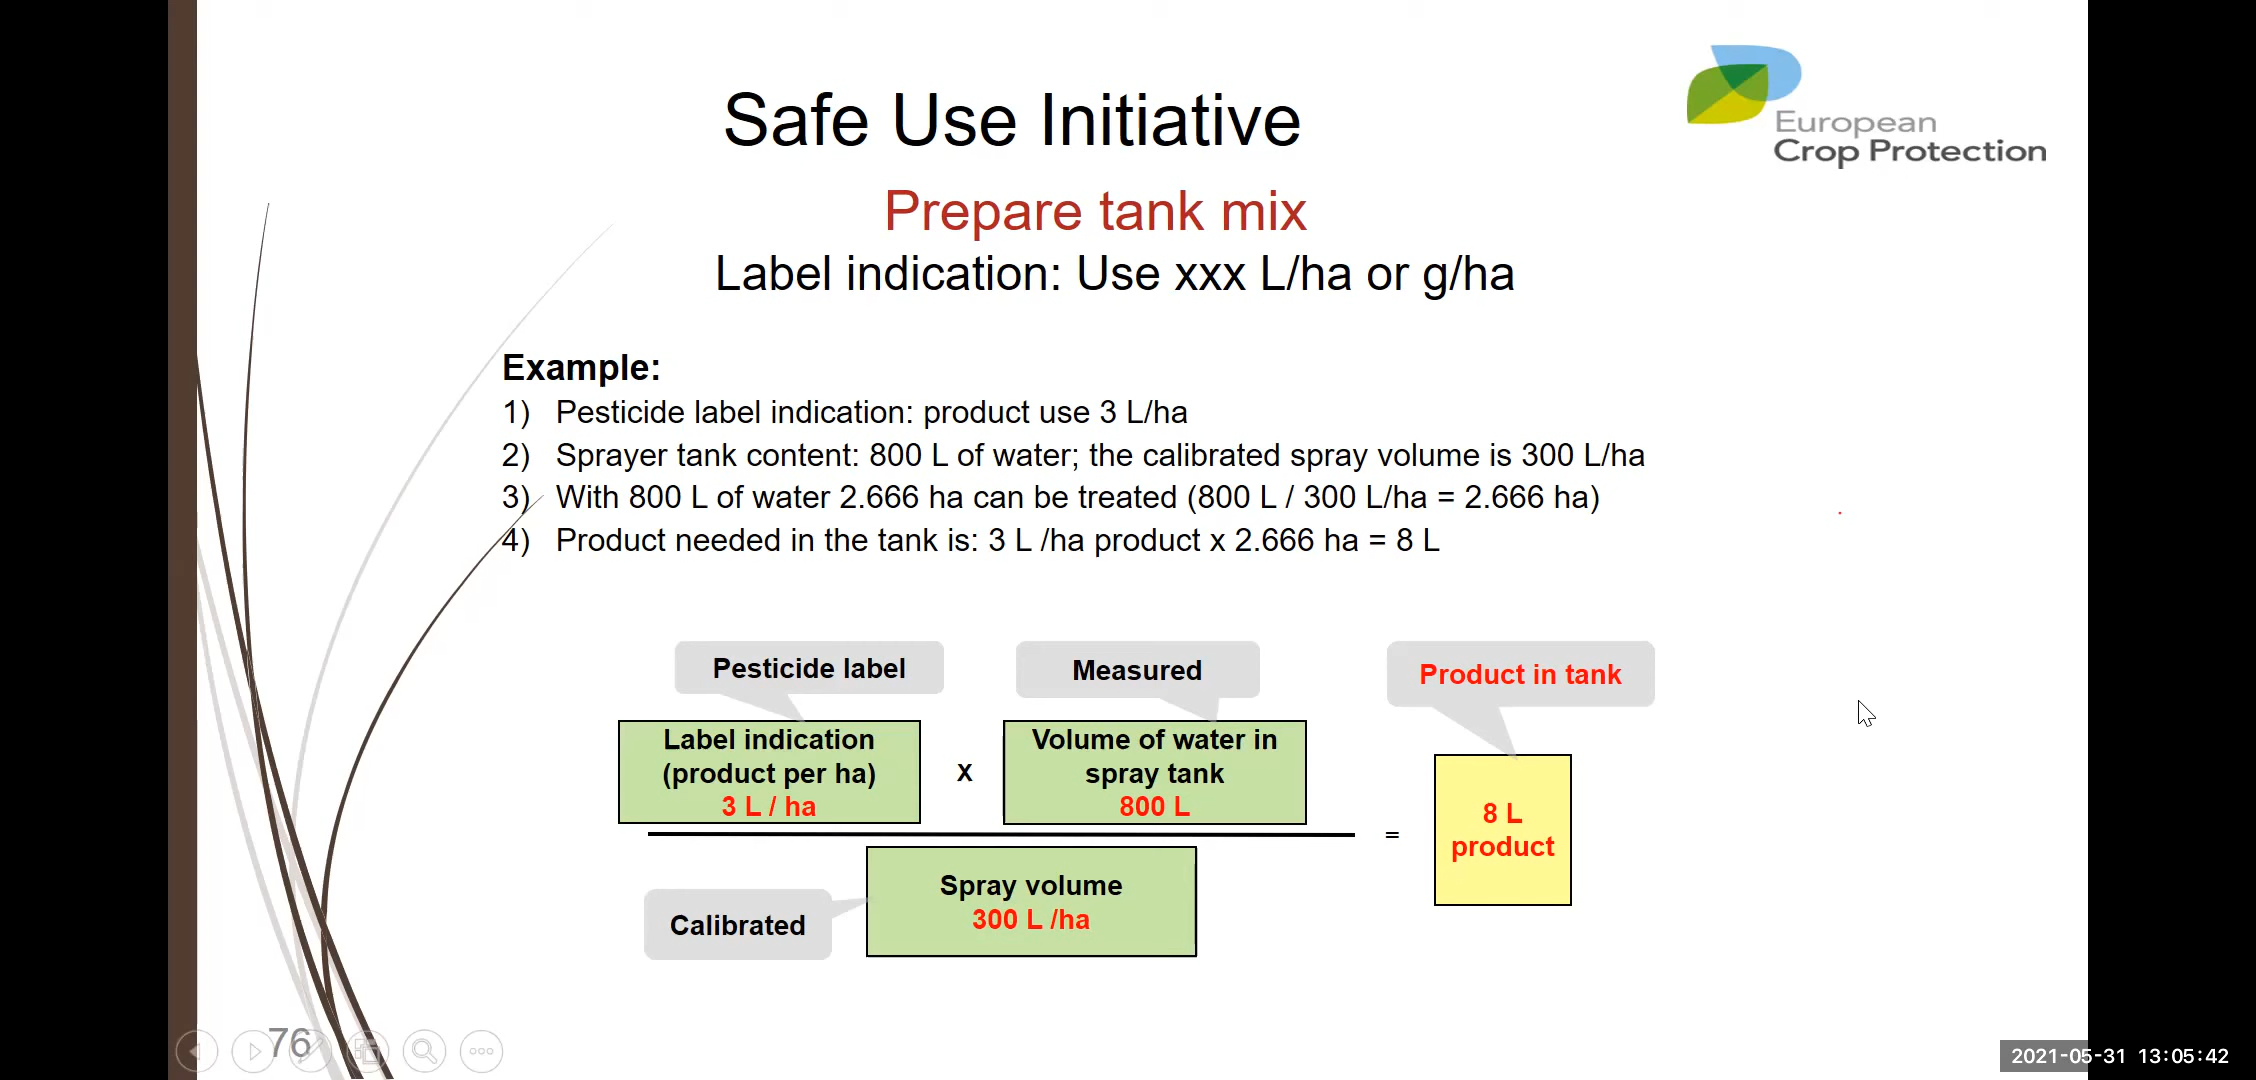 Safe Use Initiative
European
Crop Protection
Prepare tank mix
Label indication: Use xxx L/ha or g/ha
Example:
1) Pesticide label indication: product use 3 L/ha
2) Sprayer tank content: 800 L of water; the calibrated spray volume is 300 L/ha
3) With 800 L of water 2.666 ha can be treated (800 L / 300 L/ha = 2.666 ha)
4) Product needed in the tank is: 3 L /ha product x 2.666 ha = 8 L
Pesticide label
Measured
Product in tank
Label indication
(product per ha)
3 L / ha
x
Volume of water in
spray tank
800 L
=
8 L
product
Spray volume
300 L /ha
Calibrated
76
2021-05-31 13:05:42